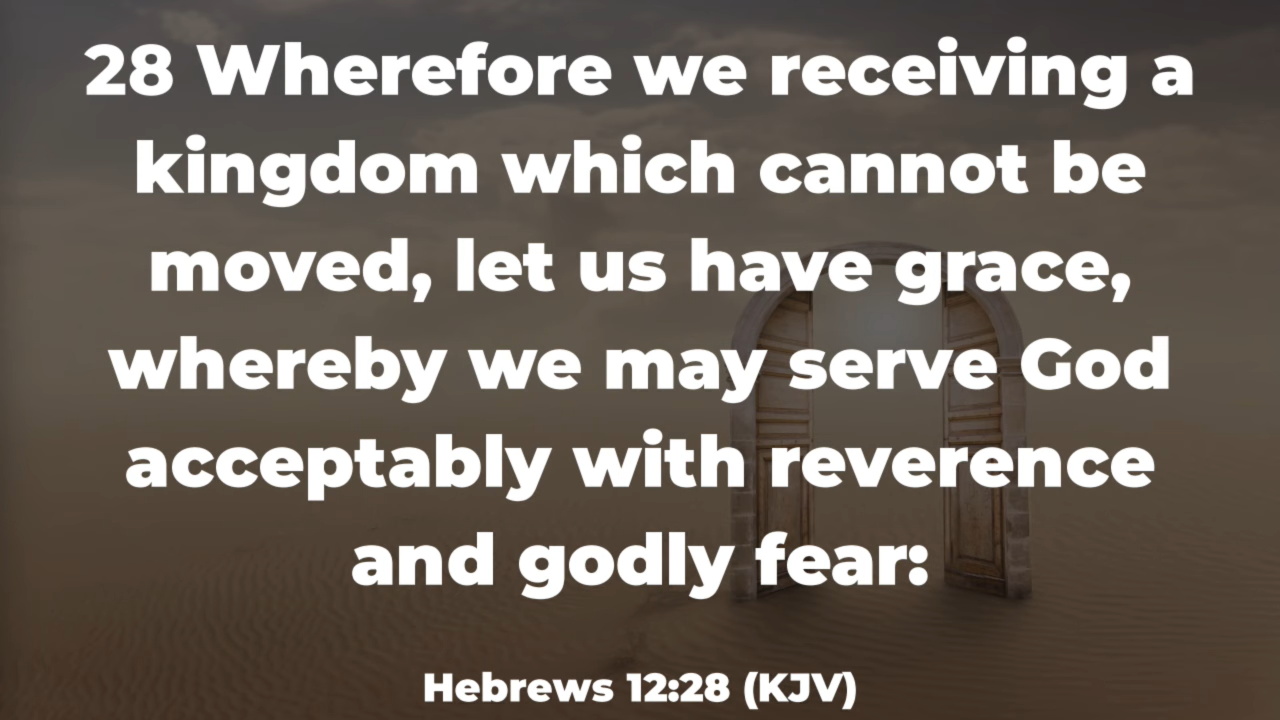 28 Wherefore we receiving a
kingdom which cannot be
moved, let us have grace,
whereby we may serve God
acceptably with reverence
and godly fear:
Hebrews 12:28 (KJV)